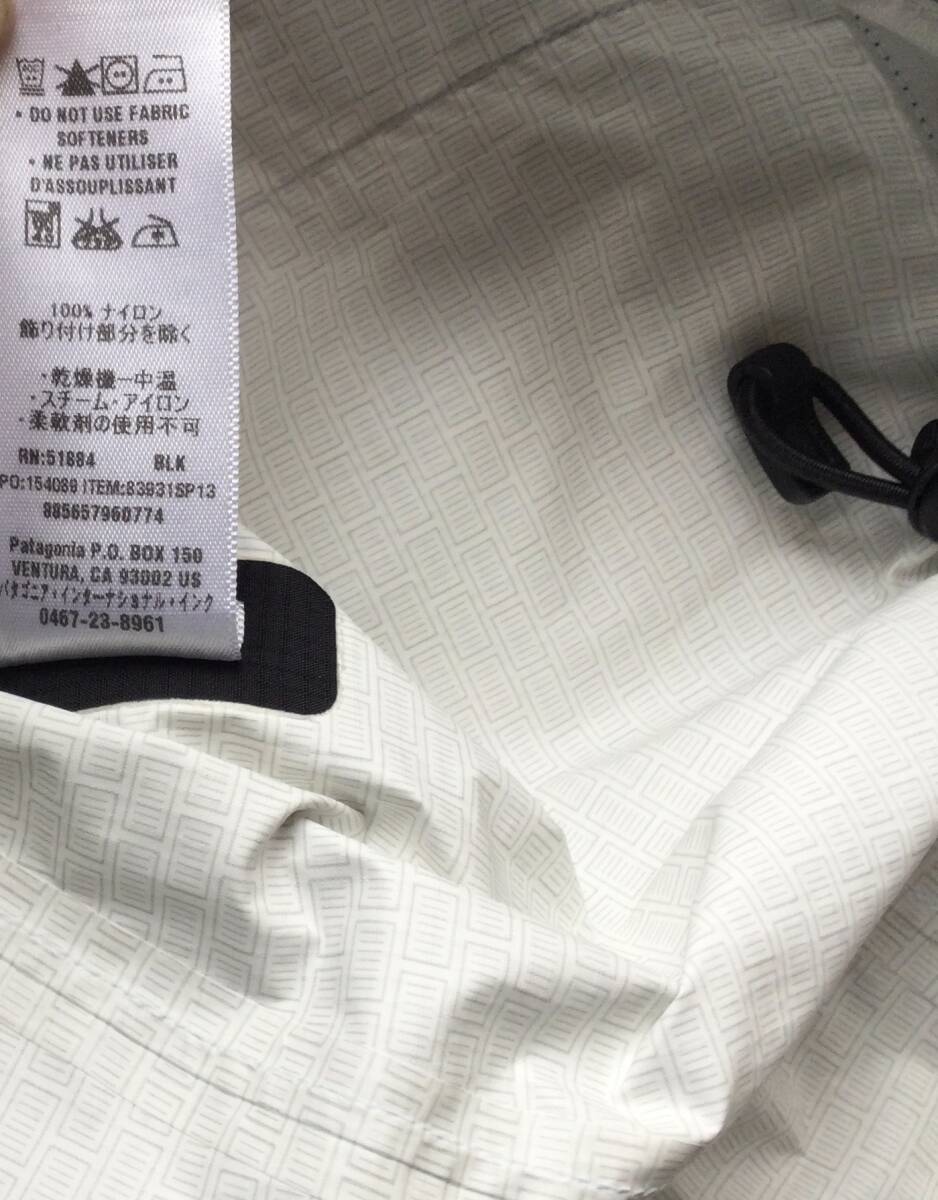 • DO NOT USE FABRIC
SOFTENERS
• NE PAS UTILISER
D'ASSOUPLISSANT
100% ナイロン
飾り付け部分を除く
・乾燥機一中温
・スチーム・アイロン
・柔軟剤の使用不可
RN:51884 BLK
PO:154089 ITEM:83931SP13
885657960774
Patagonia P.O. BOX 150
VENTURA, CA 93002 US
パタゴニア・インターナショナル・インク
0467-23-8961